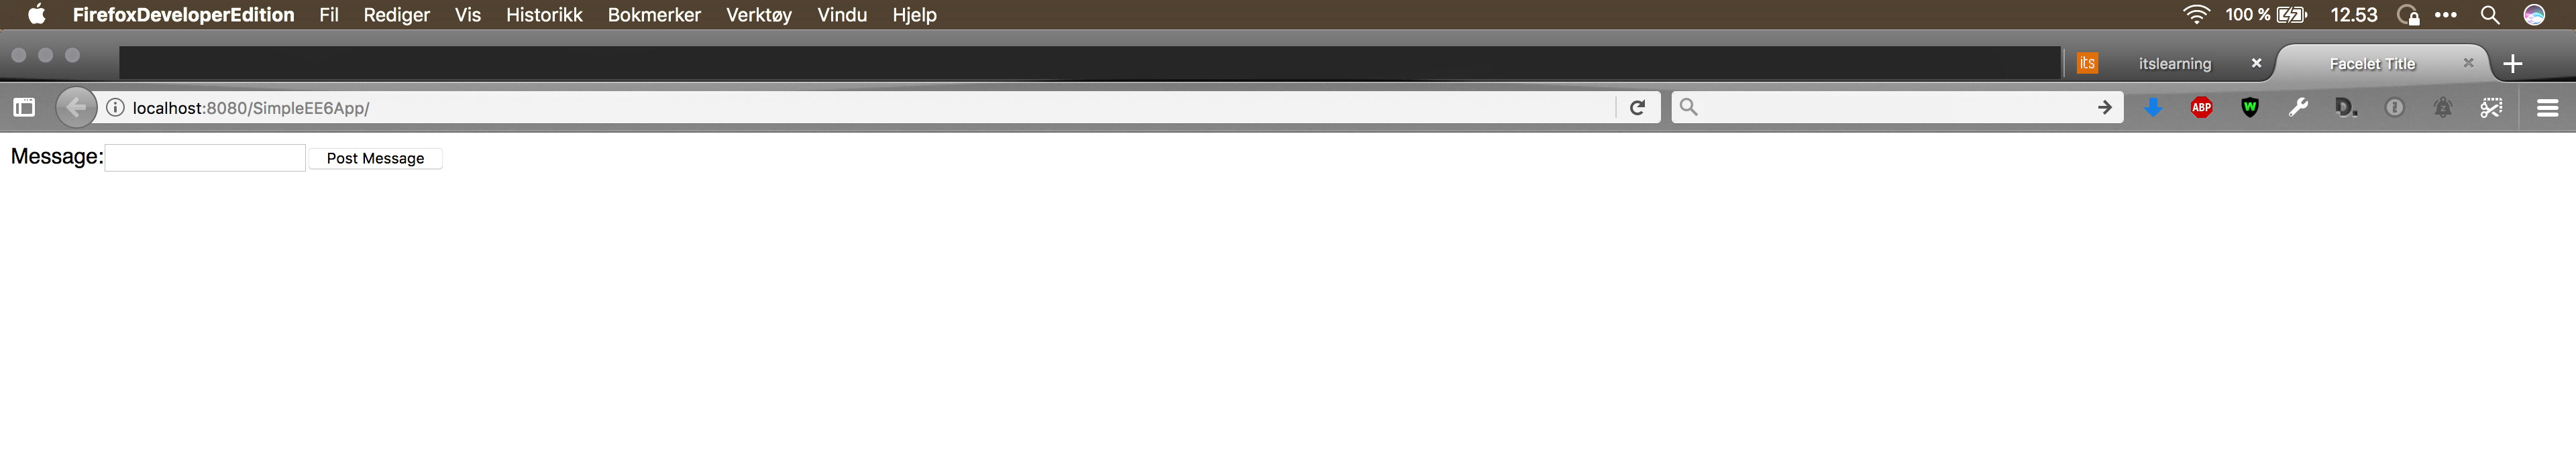 FirefoxDeveloperEdition Fil Rediger Vis Historikk Bokmerker Verktøy Vindu Hjelp 100 % 12.53
its itslearning Facelet Title
localhost:8080/SimpleEE6App/ ABP W D.
Message: Post Message